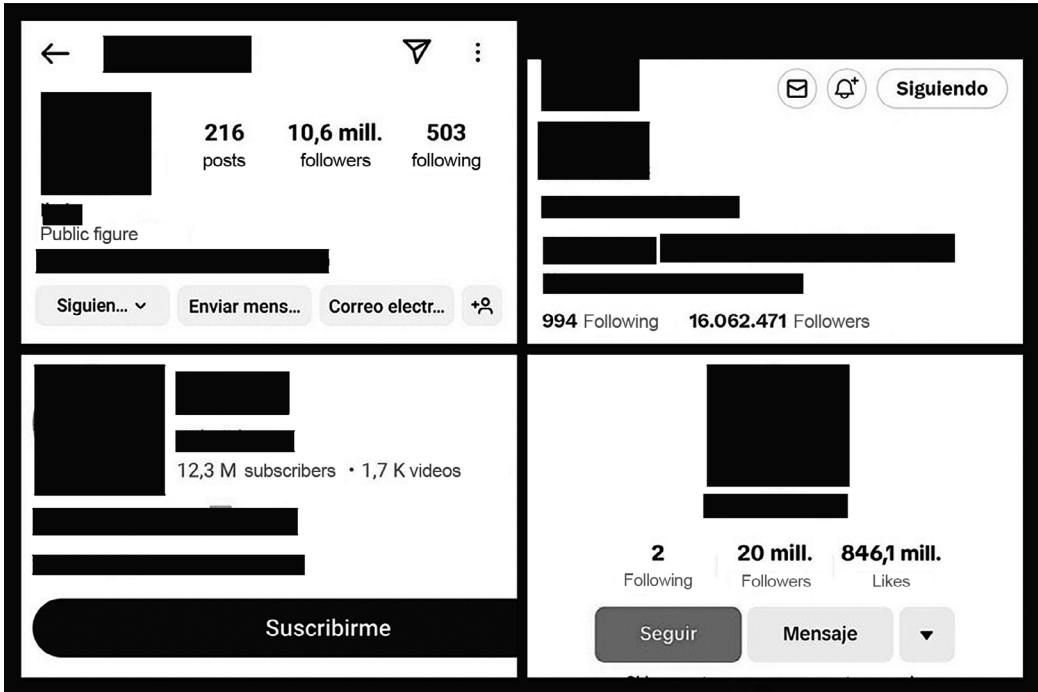 216 10,6 mill. 503
posts followers following
Public figure
Siguien... Enviar mens... Correo electr...
Siguiendo
994 Following 16.062.471 Followers
12,3 M subscribers • 1,7 K videos
Suscribirme
2 20 mill. 846,1 mill.
Following Followers Likes
Seguir Mensaje